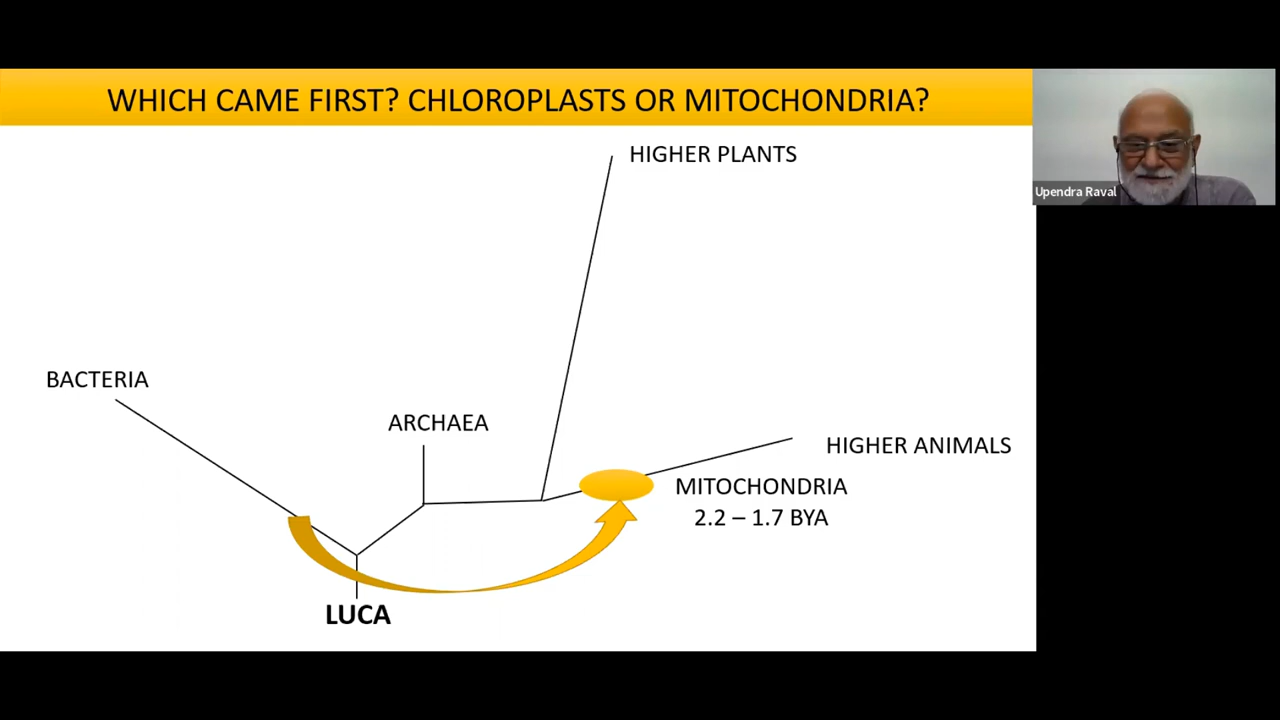 WHICH CAME FIRST? CHLOROPLASTS OR MITOCHONDRIA?
Upendra Raval
HIGHER PLANTS
BACTERIA
ARCHAEA
HIGHER ANIMALS
MITOCHONDRIA
2.2 – 1.7 BYA
LUCA